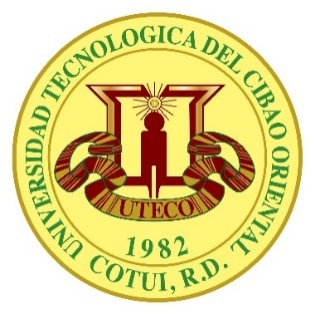 UNIVERSIDAD TECNOLOGICA DEL CIBAO ORIENTAL
UTECO
1982
COTUI, R.D.